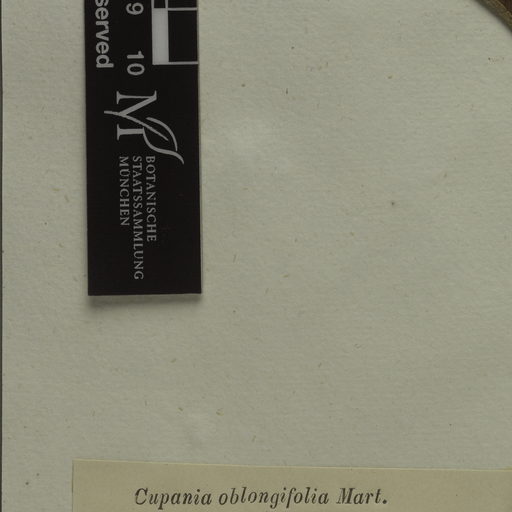 served
9 10
M
BOTANISCHE
STAATSSAMMLUNG
MÜNCHEN
Cupania oblongifolia Mart.